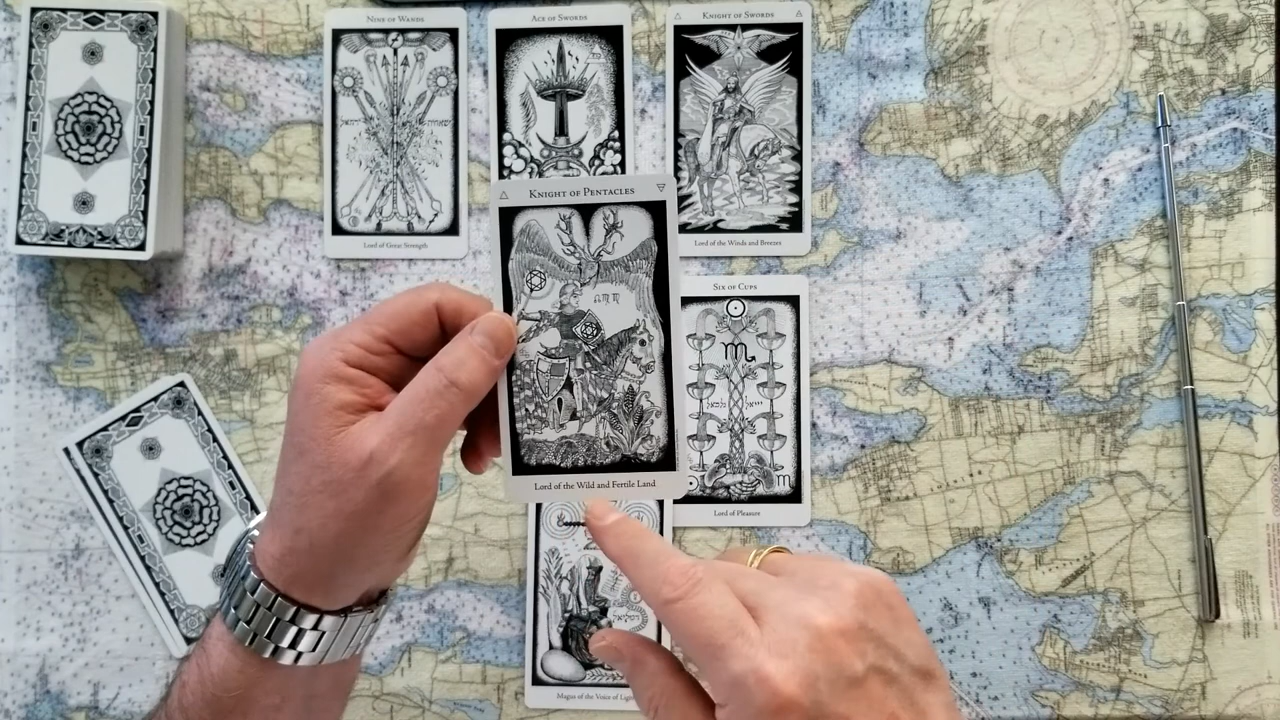 NINE OF WANDS
Lord of Great Strength
ACE OF SWORDS
KNIGHT OF SWORDS
Lord of the Winds and Breezes
KNIGHT OF PENTACLES
Lord of the Wild and Fertile Land
SIX OF CUPS
Lord of Pleasure
Magus of the Voice of